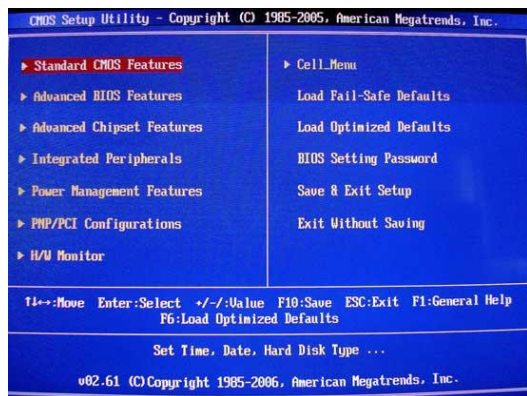 CMOS Setup Utility - Copyright (C) 1985-2005, American Megatrends, Inc.
▶ Standard CMOS Features
▶ Advanced BIOS Features
▶ Advanced Chipset Features
▶ Integrated Peripherals
▶ Power Management Features
▶ PNP/PCI Configurations
▶ H/W Monitor
▶ Cell_Menu
Load Fail-Safe Defaults
Load Optimized Defaults
BIOS Setting Password
Save & Exit Setup
Exit Without Saving
↑↓←→:Move Enter:Select +/-/:Value F10:Save ESC:Exit F1:General Help
F6:Load Optimized Defaults
Set Time, Date, Hard Disk Type ...
v02.61 (C)Copyright 1985-2006, American Megatrends, Inc.